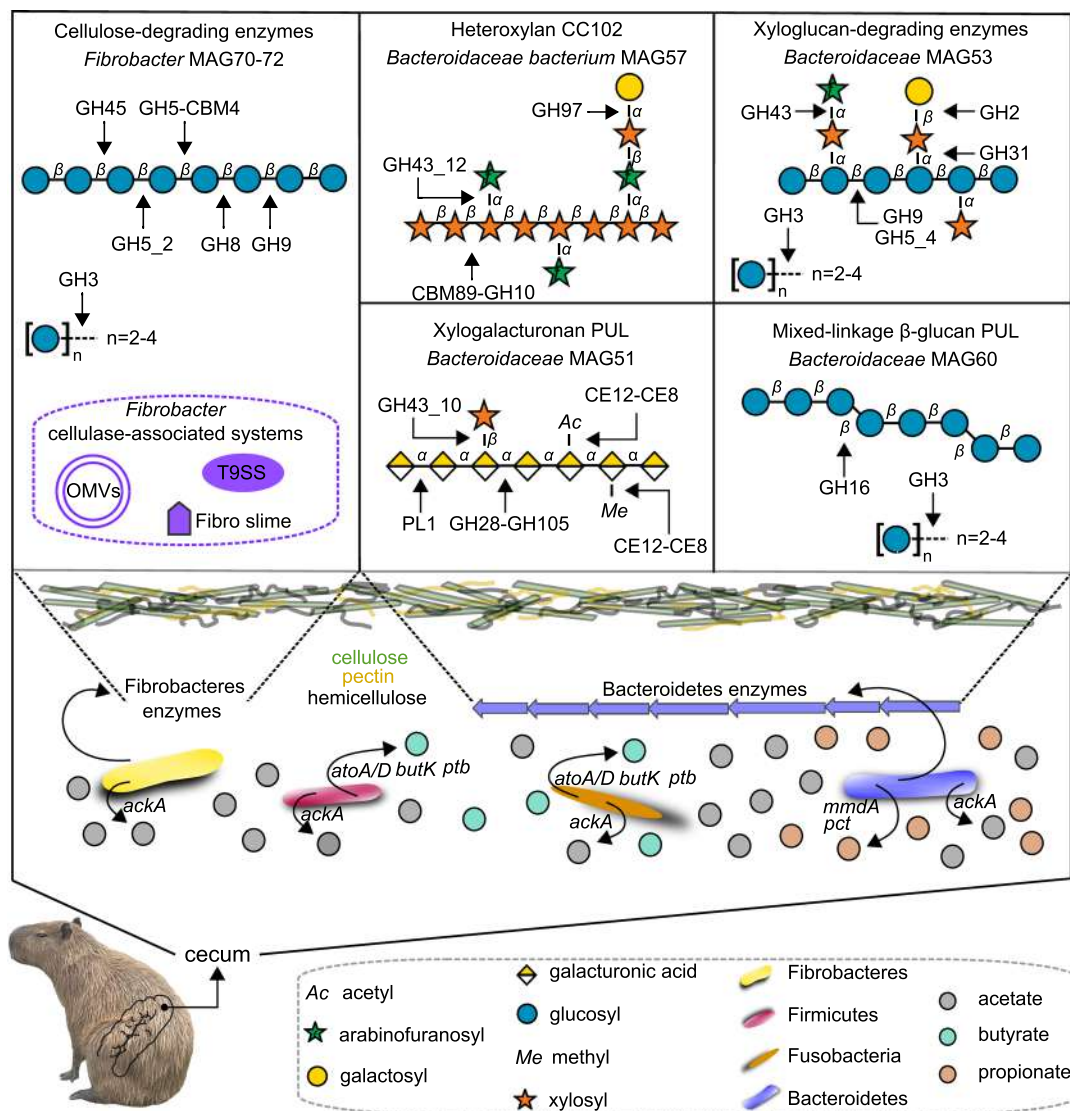 Cellulose-degrading enzymes
Fibrobacter MAG70-72
GH45
GH5-CBM4
β β β β β β β
GH5_2
GH8
GH9
GH3
[ ]n n=2-4
Fibrobacter
cellulase-associated systems
OMVs
T9SS
Fibro slime
Heteroxylan CC102
Bacteroidaceae bacterium MAG57
GH97
α
β
GH43_12
α
α
β β β β β β β
α
CBM89-GH10
Xyloglucan-degrading enzymes
Bacteroidaceae MAG53
GH43
α
β
GH2
α
α
GH31
β β β β β
α
GH3
GH9
GH5_4
[ ]n n=2-4
Xylogalacturonan PUL
Bacteroidaceae MAG51
GH43_10
β
Ac
CE12-CE8
α α α α α α
PL1
GH28-GH105
Me
CE12-CE8
Mixed-linkage β-glucan PUL
Bacteroidaceae MAG60
β β
β
β β
β
β
GH16
GH3
[ ]n n=2-4
cellulose
pectin
hemicellulose
Fibrobacteres
enzymes
Bacteroidetes enzymes
ackA
atoA/D butK ptb
ackA
atoA/D butK ptb
ackA
mmdA
pct
ackA
cecum
Ac acetyl
arabinofuranosyl
galactosyl
galacturonic acid
glucosyl
Me methyl
xylosyl
Fibrobacteres
Firmicutes
Fusobacteria
Bacteroidetes
acetate
butyrate
propionate